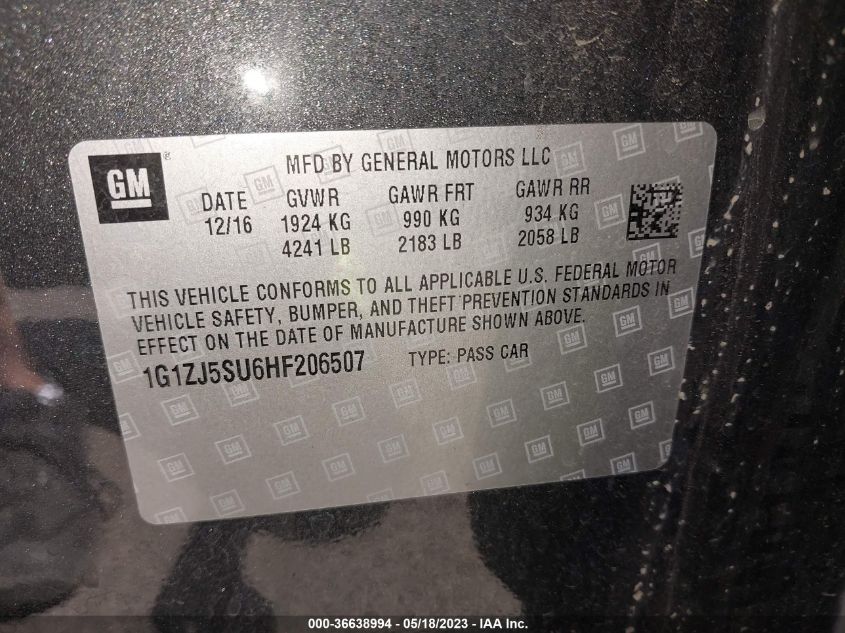 GM
MFD BY GENERAL MOTORS LLC
DATE GVWR GAWR FRT GAWR RR
12/16 1924 KG 990 KG 934 KG
4241 LB 2183 LB 2058 LB
THIS VEHICLE CONFORMS TO ALL APPLICABLE U.S. FEDERAL MOTOR
VEHICLE SAFETY, BUMPER, AND THEFT PREVENTION STANDARDS IN
EFFECT ON THE DATE OF MANUFACTURE SHOWN ABOVE.
1G1ZJ5SU6HF206507 TYPE: PASS CAR
000-36638994 — 05/18/2023 — IAA Inc.